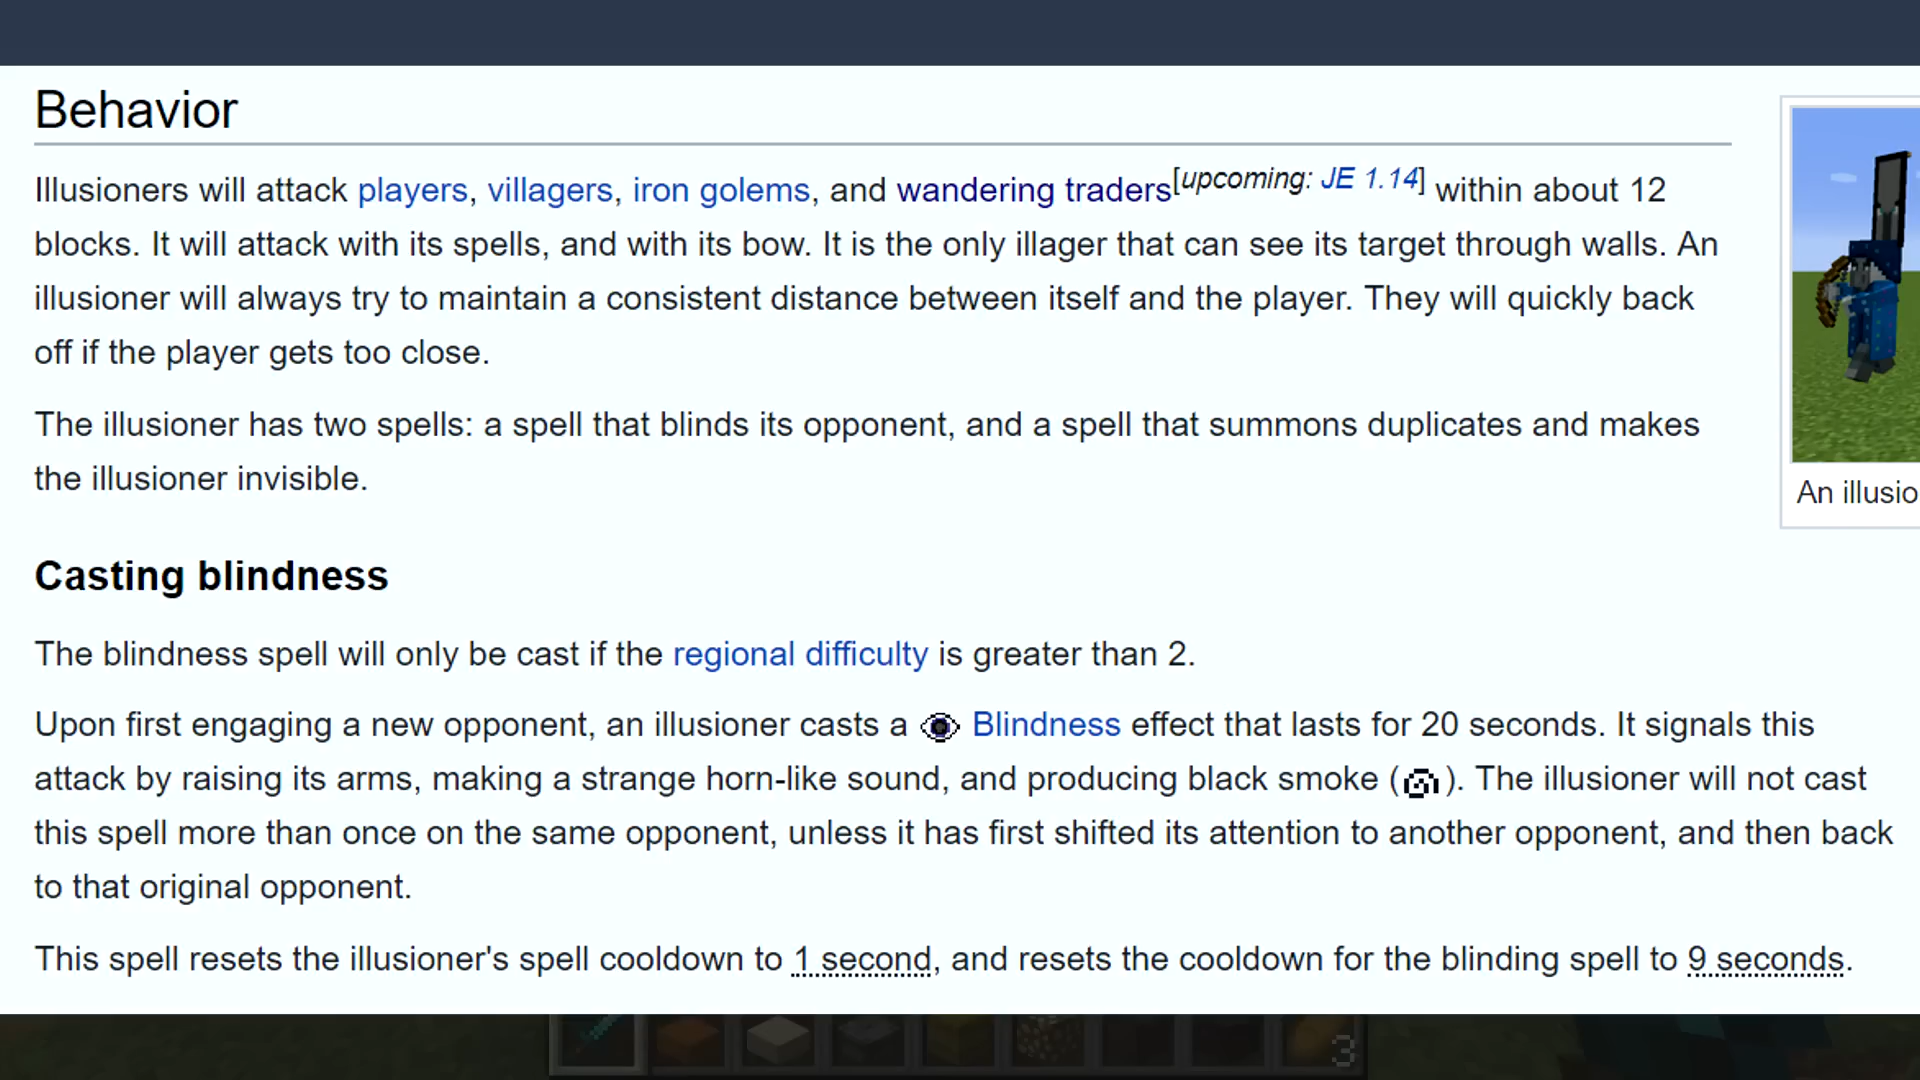 Behavior
Illusioners will attack players, villagers, iron golems, and wandering traders[upcoming: JE 1.14] within about 12
blocks. It will attack with its spells, and with its bow. It is the only illager that can see its target through walls. An
illusioner will always try to maintain a consistent distance between itself and the player. They will quickly back
off if the player gets too close.
The illusioner has two spells: a spell that blinds its opponent, and a spell that summons duplicates and makes
the illusioner invisible.
An illusio
Casting blindness
The blindness spell will only be cast if the regional difficulty is greater than 2.
Upon first engaging a new opponent, an illusioner casts a Blindness effect that lasts for 20 seconds. It signals this
attack by raising its arms, making a strange horn-like sound, and producing black smoke ( ). The illusioner will not cast
this spell more than once on the same opponent, unless it has first shifted its attention to another opponent, and then back
to that original opponent.
This spell resets the illusioner's spell cooldown to 1 second, and resets the cooldown for the blinding spell to 9 seconds.
3